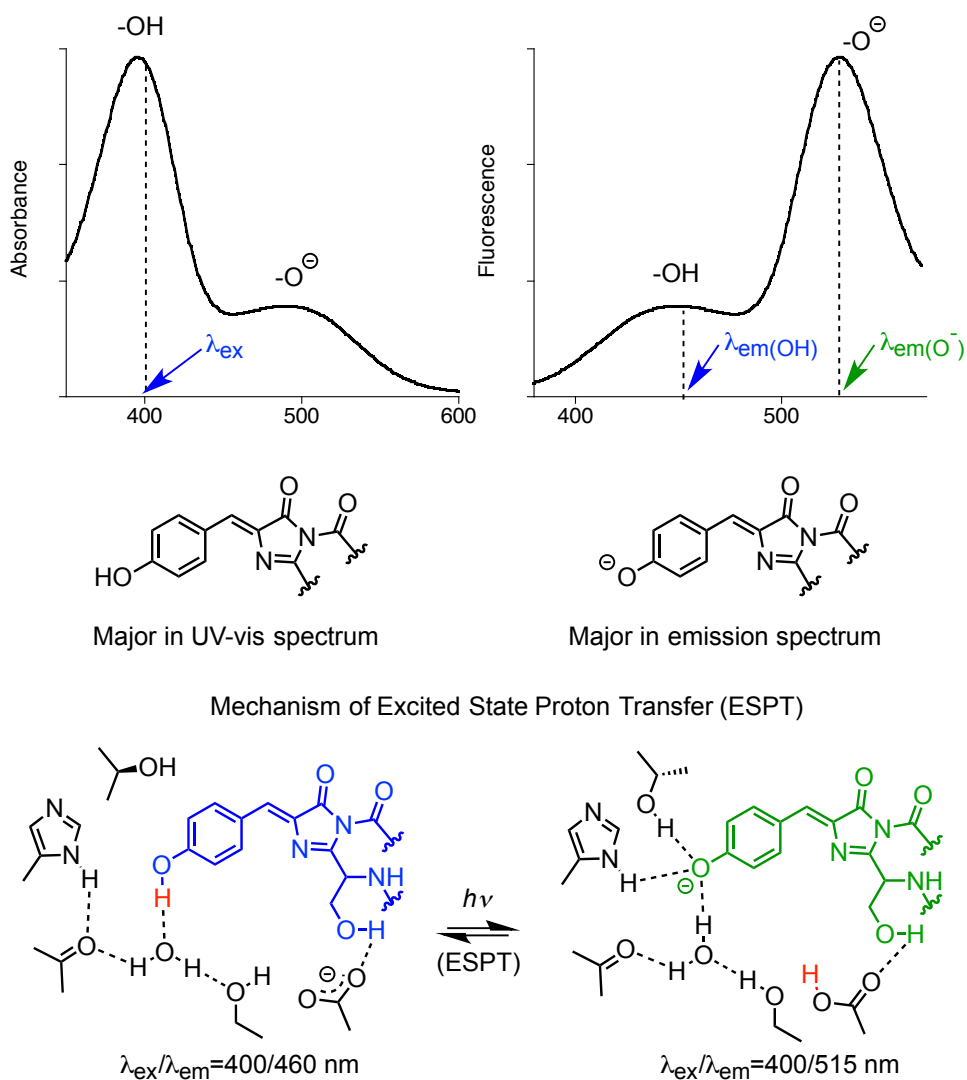 -OH
-O⊖
Absorbance
-O⊖
λex
400
500
600
Fluorescence
-OH
-O⊖
λem(OH)
λem(O⁻)
400
500
O
O
N
N
HO
Major in UV-vis spectrum
O
O
N
N
⊖
O
Major in emission spectrum
Mechanism of Excited State Proton Transfer (ESPT)
OH
N
N
H
O
O
N
N
O
H
NH
O-H
O
H
O
H
H
O
O
⊖
O
λex/λem=400/460 nm
hν
(ESPT)
O
H
N
N
H
O
O
N
N
O
⊖
NH
O-H
H
O
H
O
H
H
O
H
O
O
λex/λem=400/515 nm